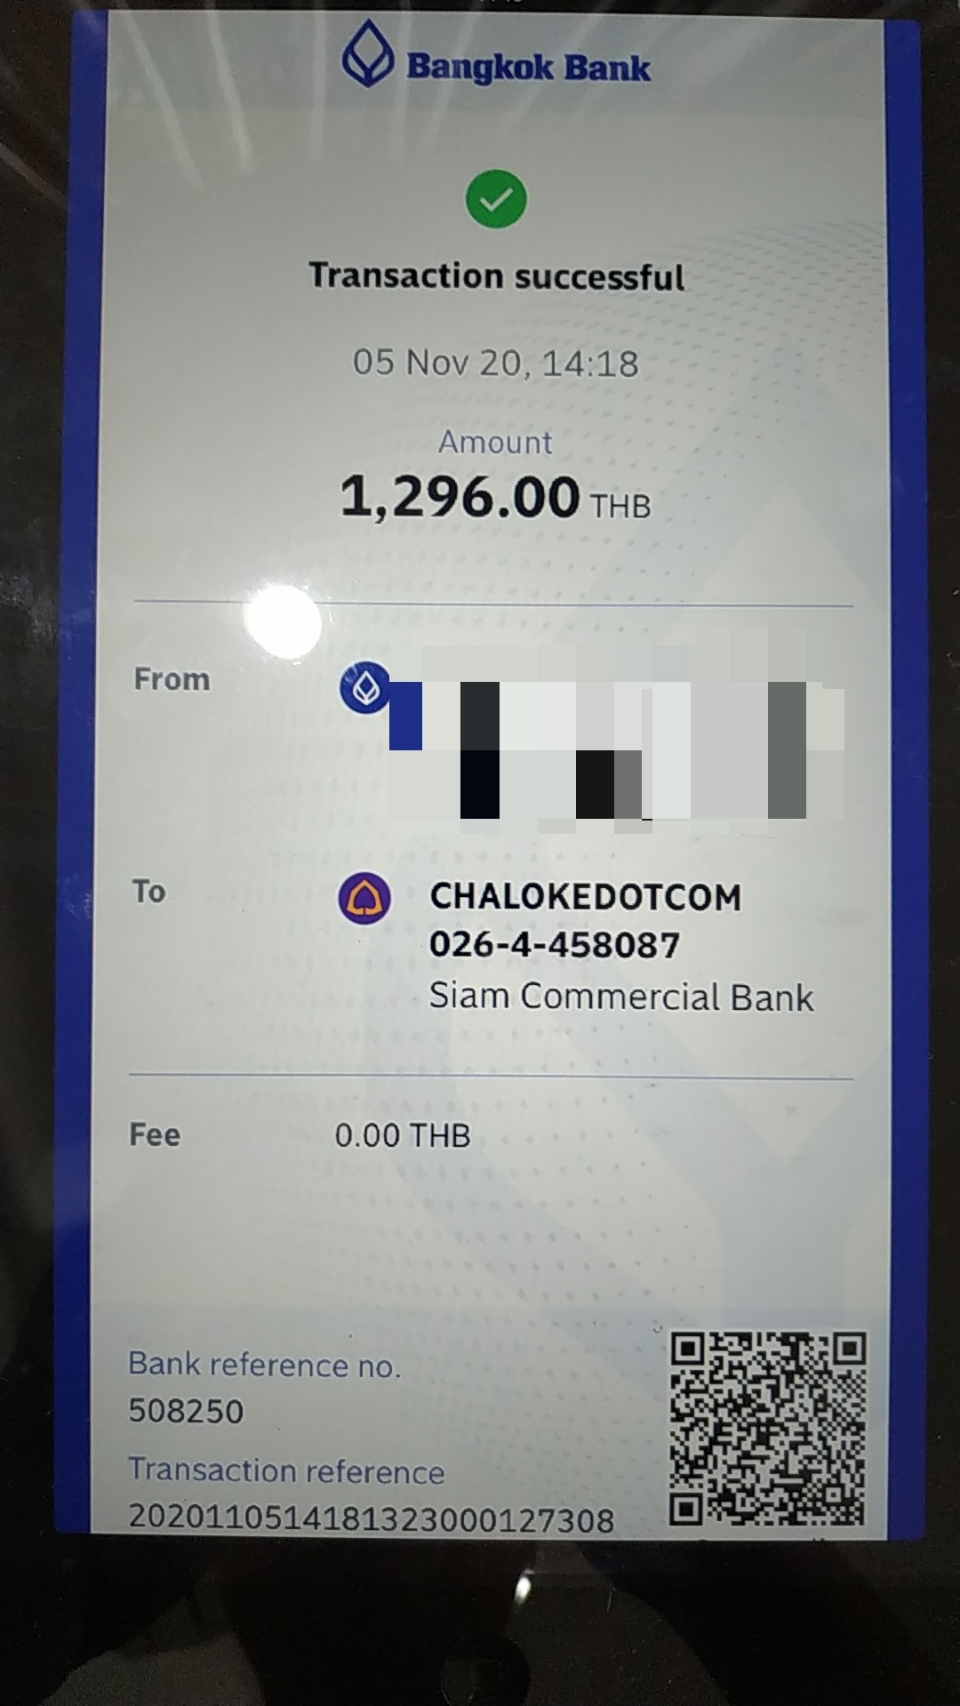 Bangkok Bank
Transaction successful
05 Nov 20, 14:18
Amount
1,296.00 THB
From
To
CHALOKEDOTCOM
026-4-458087
Siam Commercial Bank
Fee
0.00 THB
Bank reference no.
508250
Transaction reference
2020110514181323000127308